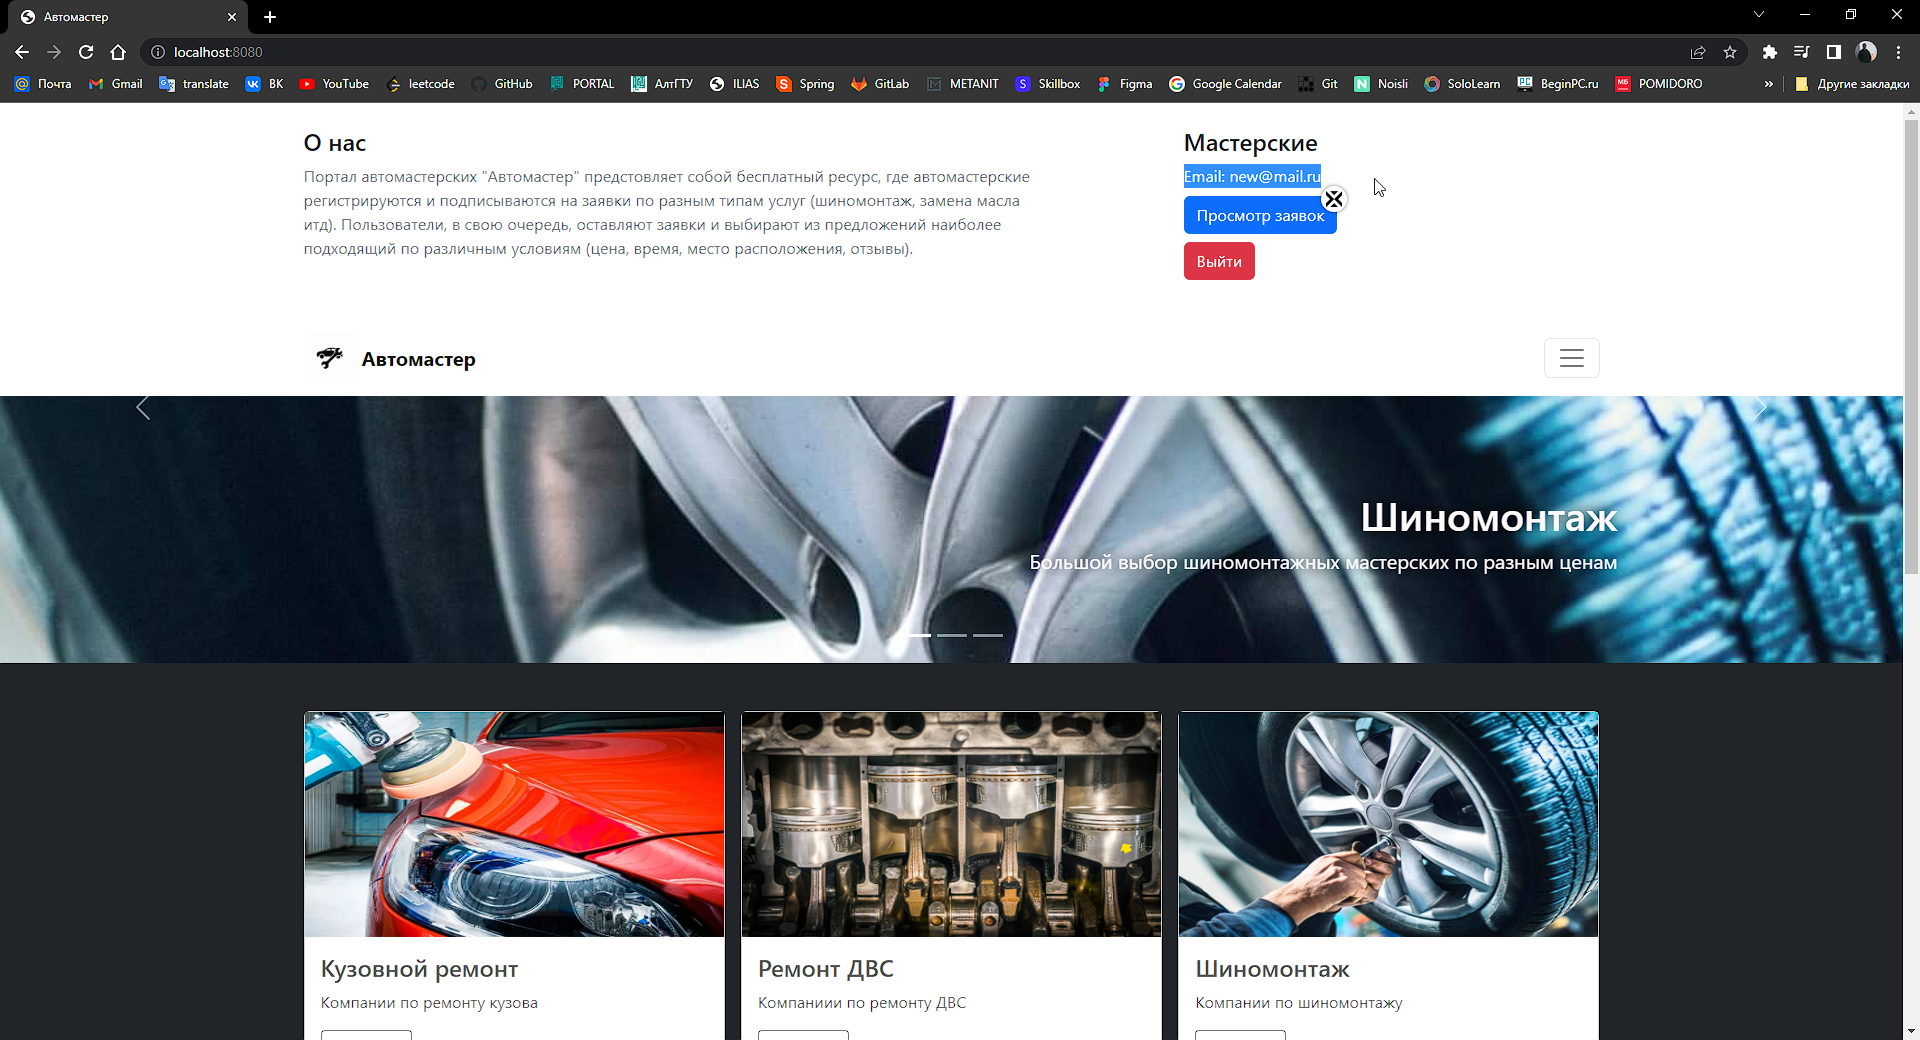 Автомастер
localhost:8080
Почта
Gmail
translate
ВК
YouTube
leetcode
GitHub
PORTAL
АлтГТУ
ILIAS
Spring
GitLab
METANIT
Skillbox
Figma
Google Calendar
Git
Noisli
SoloLearn
BeginPC.ru
POMIDORO
»
Другие закладки
О нас
Портал автомастерских "Автомастер" предстовляет собой бесплатный ресурс, где автомастерские
регистрируются и подписываются на заявки по разным типам услуг (шиномонтаж, замена масла
итд). Пользователи, в свою очередь, оставляют заявки и выбирают из предложений наиболее
подходящий по различным условиям (цена, время, место расположения, отзывы).
Мастерские
Email: new@mail.ru
Просмотр заявок
Выйти
Автомастер
Шиномонтаж
Большой выбор шиномонтажных мастерских по разным ценам
Кузовной ремонт
Компании по ремонту кузова
Ремонт ДВС
Компаниии по ремонту ДВС
Шиномонтаж
Компании по шиномонтажу